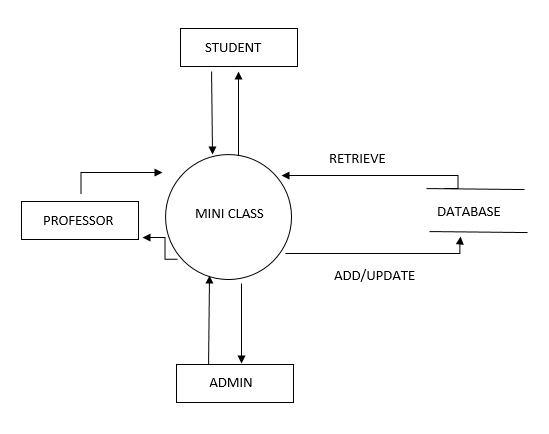 STUDENT
RETRIEVE
MINI CLASS
DATABASE
PROFESSOR
ADD/UPDATE
ADMIN